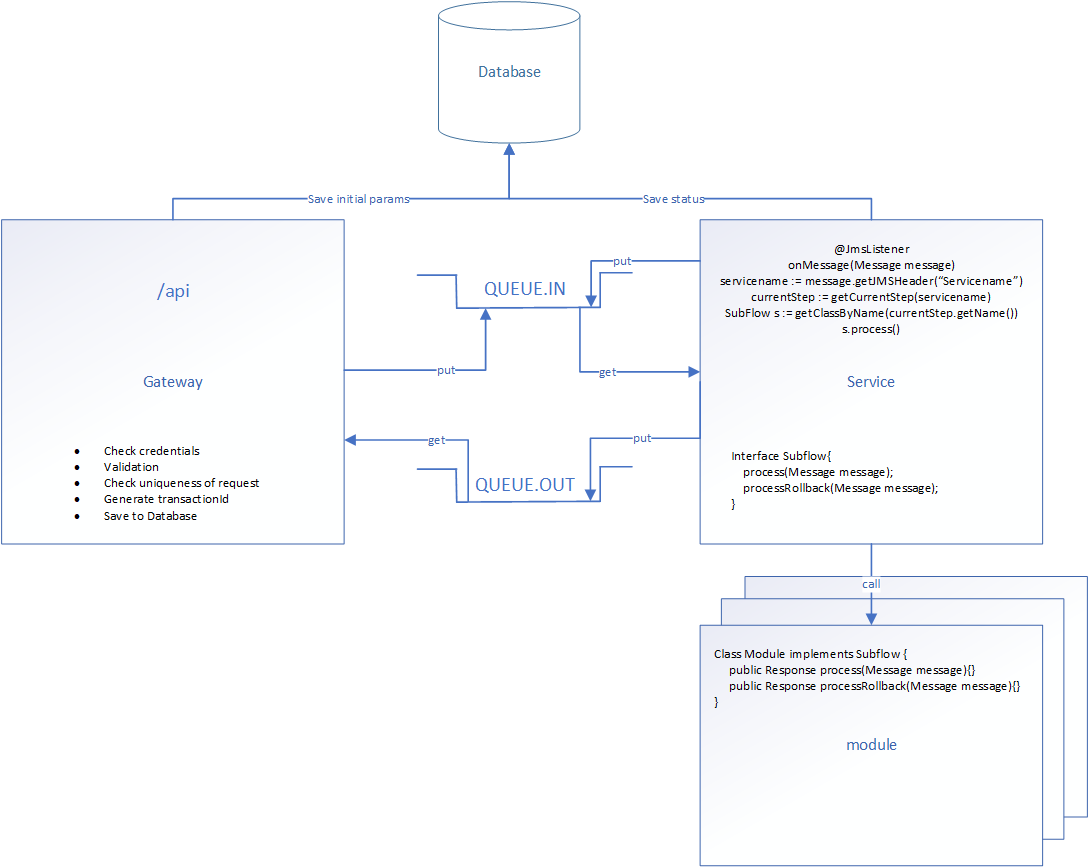 Database
Save initial params
Save status
/api
Gateway
• Check credentials
• Validation
• Check uniqueness of request
• Generate transactionId
• Save to Database
put
QUEUE.IN
put
get
get
put
QUEUE.OUT
@JmsListener
onMessage(Message message)
servicename := message.getJMSHeader(“Servicename”)
currentStep := getCurrentStep(servicename)
SubFlow s := getClassByName(currentStep.getName())
s.process()
Service
Interface Subflow{
process(Message message);
processRollback(Message message);
}
call
Class Module implements Subflow {
public Response process(Message message){}
public Response processRollback(Message message){}
}
module